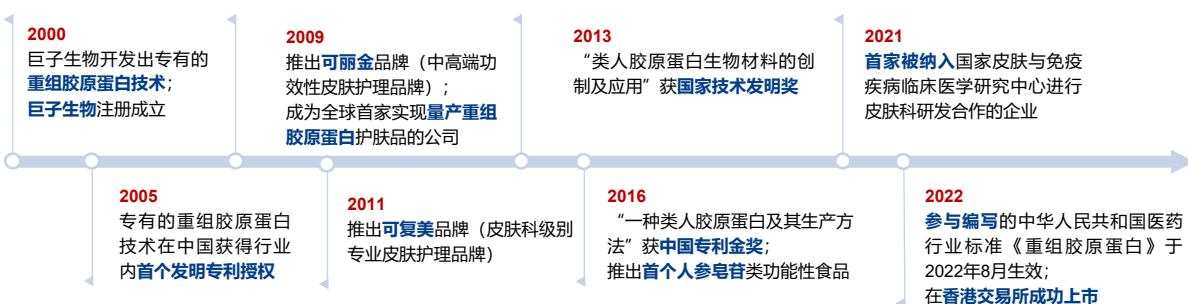 2000
巨子生物开发出专有的
重组胶原蛋白技术；
巨子生物注册成立
2009
推出可丽金品牌（中高端功
效性皮肤护理品牌）；
成为全球首家实现量产重组
胶原蛋白护肤品的公司
2013
“类人胶原蛋白生物材料的创
制及应用”获国家技术发明奖
2021
首家被纳入国家皮肤与免疫
疾病临床医学研究中心进行
皮肤科研发合作的企业
2005
专有的重组胶原蛋白
技术在中国获得行业
内首个发明专利授权
2011
推出可复美品牌（皮肤科级别
专业皮肤护理品牌）
2016
“一种类人胶原蛋白及其生产方
法”获中国专利金奖；
推出首个人参皂苷类功能性食品
2022
参与编写的中华人民共和国医药
行业标准《重组胶原蛋白》于
2022年8月生效；
在香港交易所成功上市